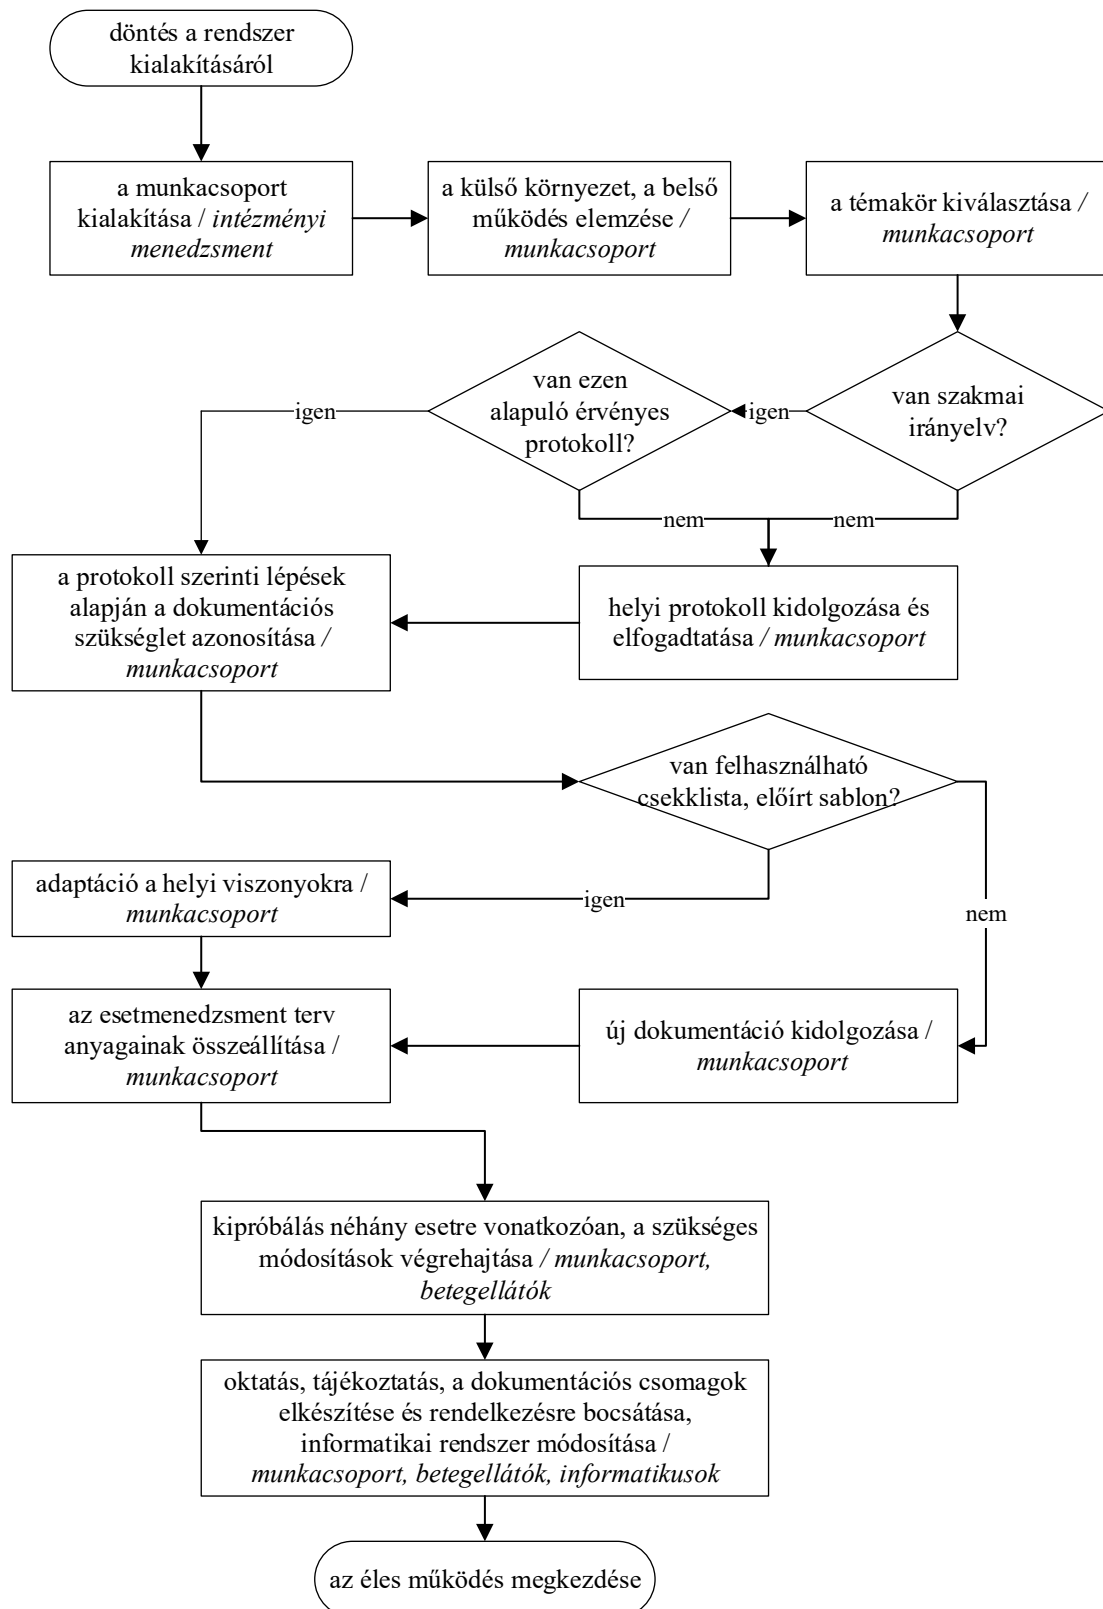 döntés a rendszer
kialakításáról
a munkacsoport
kialakítása / intézményi
menedzsment
a külső környezet, a belső
működés elemzése /
munkacsoport
a témakör kiválasztása /
munkacsoport
van szakmai
irányelv?
igen
van ezen
alapuló érvényes
protokoll?
igen
nem
nem
a protokoll szerinti lépések
alapján a dokumentációs
szükséglet azonosítása /
munkacsoport
helyi protokoll kidolgozása és
elfogadtatása / munkacsoport
van felhasználható
csekklista, előírt sablon?
adaptáció a helyi viszonyokra /
munkacsoport
igen
nem
az esetmenedzsment terv
anyagainak összeállítása /
munkacsoport
új dokumentáció kidolgozása /
munkacsoport
kipróbálás néhány esetre vonatkozóan, a szükséges
módosítások végrehajtása / munkacsoport,
betegellátók
oktatás, tájékoztatás, a dokumentációs csomagok
elkészítése és rendelkezésre bocsátása,
informatikai rendszer módosítása /
munkacsoport, betegellátók, informatikusok
az éles működés megkezdése